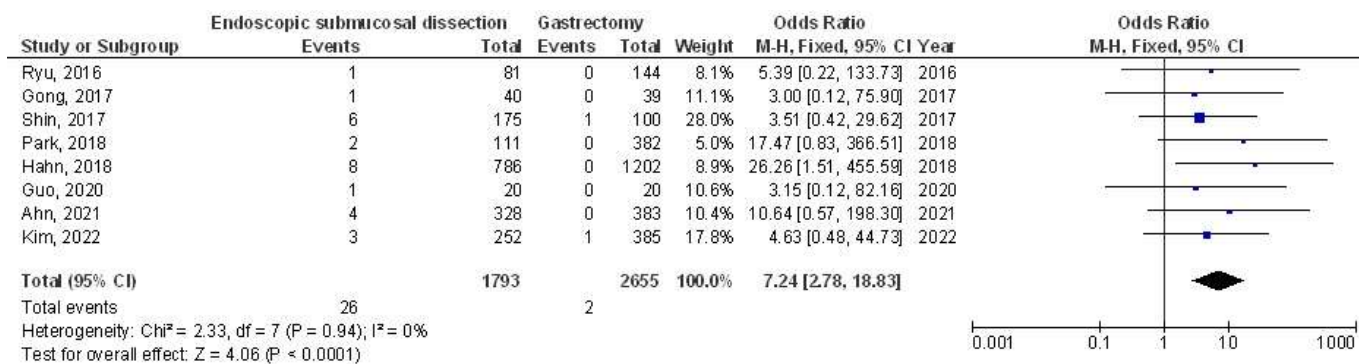 Endoscopic submucosal dissection Gastrectomy Odds Ratio Odds Ratio
Study or Subgroup Events Total Events Total Weight M-H, Fixed, 95% CI Year M-H, Fixed, 95% CI
Ryu, 2016 1 81 0 144 8.1% 5.39 [0.22, 133.73] 2016
Gong, 2017 1 40 0 39 11.1% 3.00 [0.12, 75.90] 2017
Shin, 2017 6 175 1 100 28.0% 3.51 [0.42, 29.62] 2017
Park, 2018 2 111 0 382 5.0% 17.47 [0.83, 366.51] 2018
Hahn, 2018 8 786 0 1202 8.9% 26.26 [1.51, 455.59] 2018
Guo, 2020 1 20 0 20 10.6% 3.15 [0.12, 82.16] 2020
Ahn, 2021 4 328 0 383 10.4% 10.64 [0.57, 198.30] 2021
Kim, 2022 3 252 1 385 17.8% 4.63 [0.48, 44.73] 2022
Total (95% CI) 1793 2655 100.0% 7.24 [2.78, 18.83]
Total events 26 2
Heterogeneity: Chi² = 2.33, df = 7 (P = 0.94); I² = 0%
Test for overall effect: Z = 4.06 (P < 0.0001)
0.001 0.1 1 10 1000